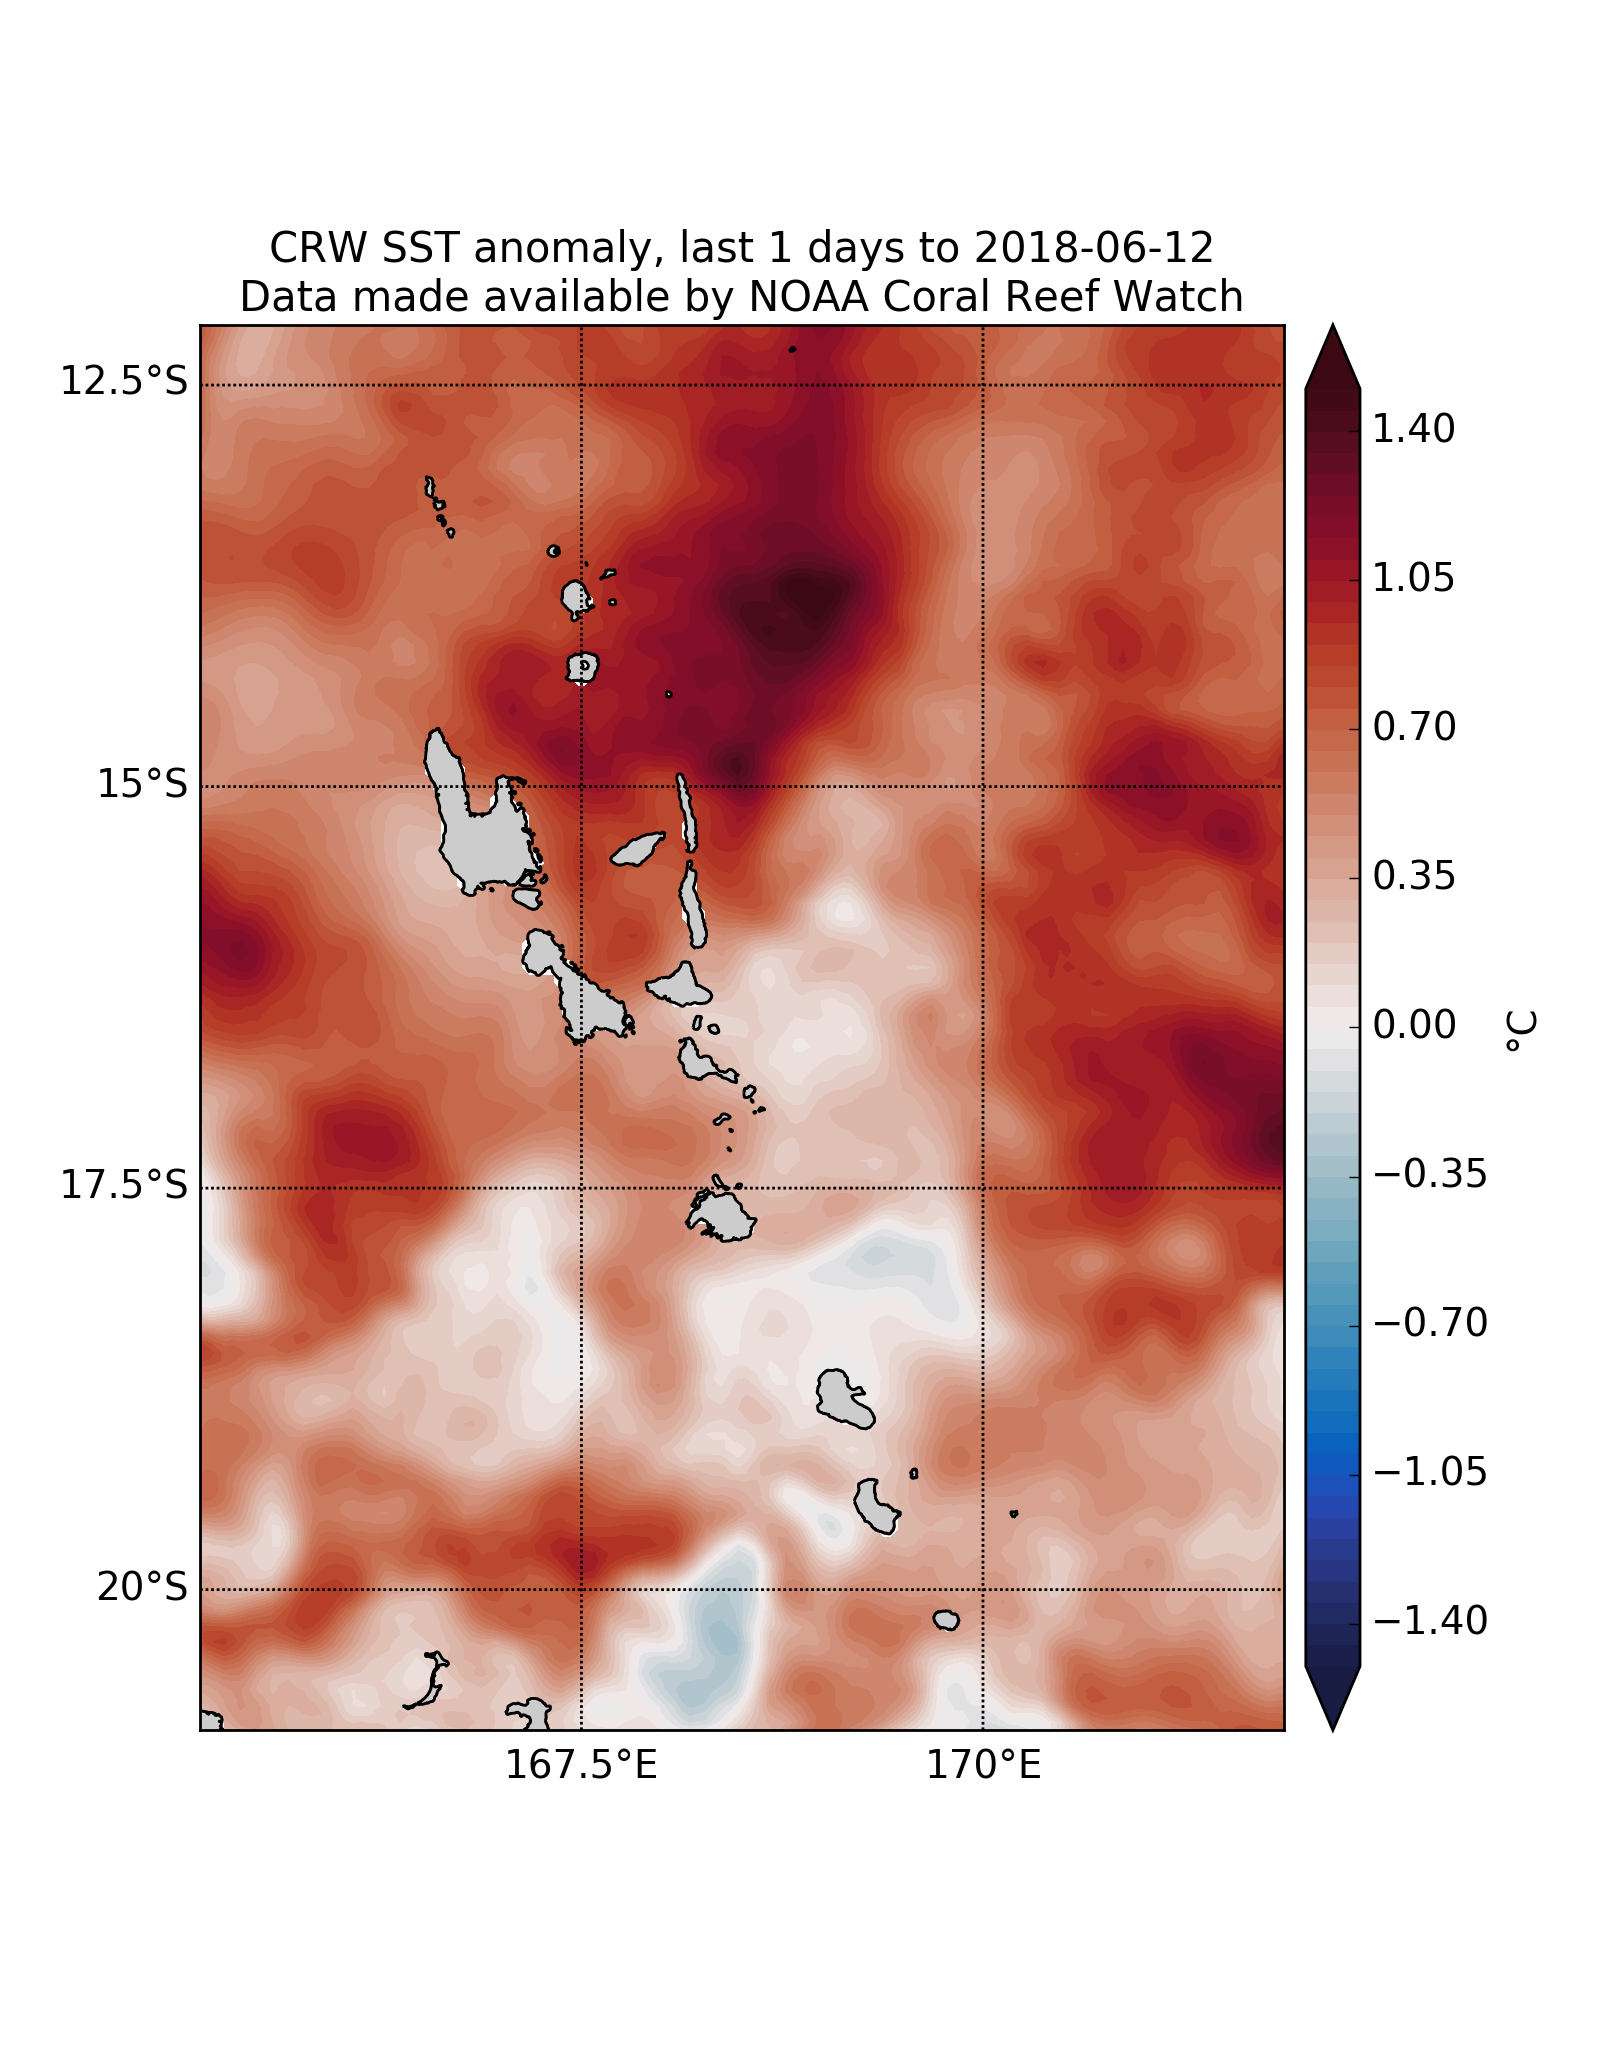 CRW SST anomaly, last 1 days to 2018-06-12
Data made available by NOAA Coral Reef Watch
12.5°S
15°S
17.5°S
20°S
167.5°E
170°E
1.40
1.05
0.70
0.35
0.00
−0.35
−0.70
−1.05
−1.40
°C